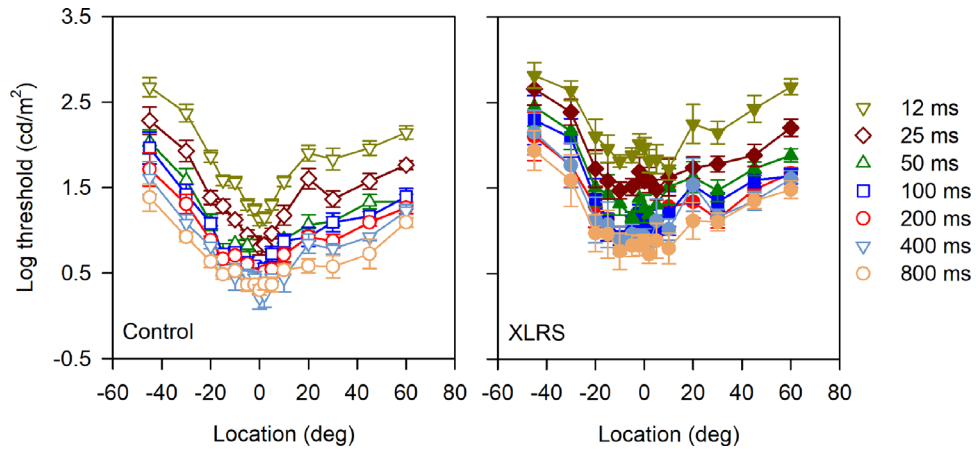 3.5
2.5
1.5
0.5
-0.5
Log threshold (cd/m²)
Control
XLRS
-60 -40 -20 0 20 40 60 80
-60 -40 -20 0 20 40 60 80
Location (deg)
Location (deg)
12 ms
25 ms
50 ms
100 ms
200 ms
400 ms
800 ms